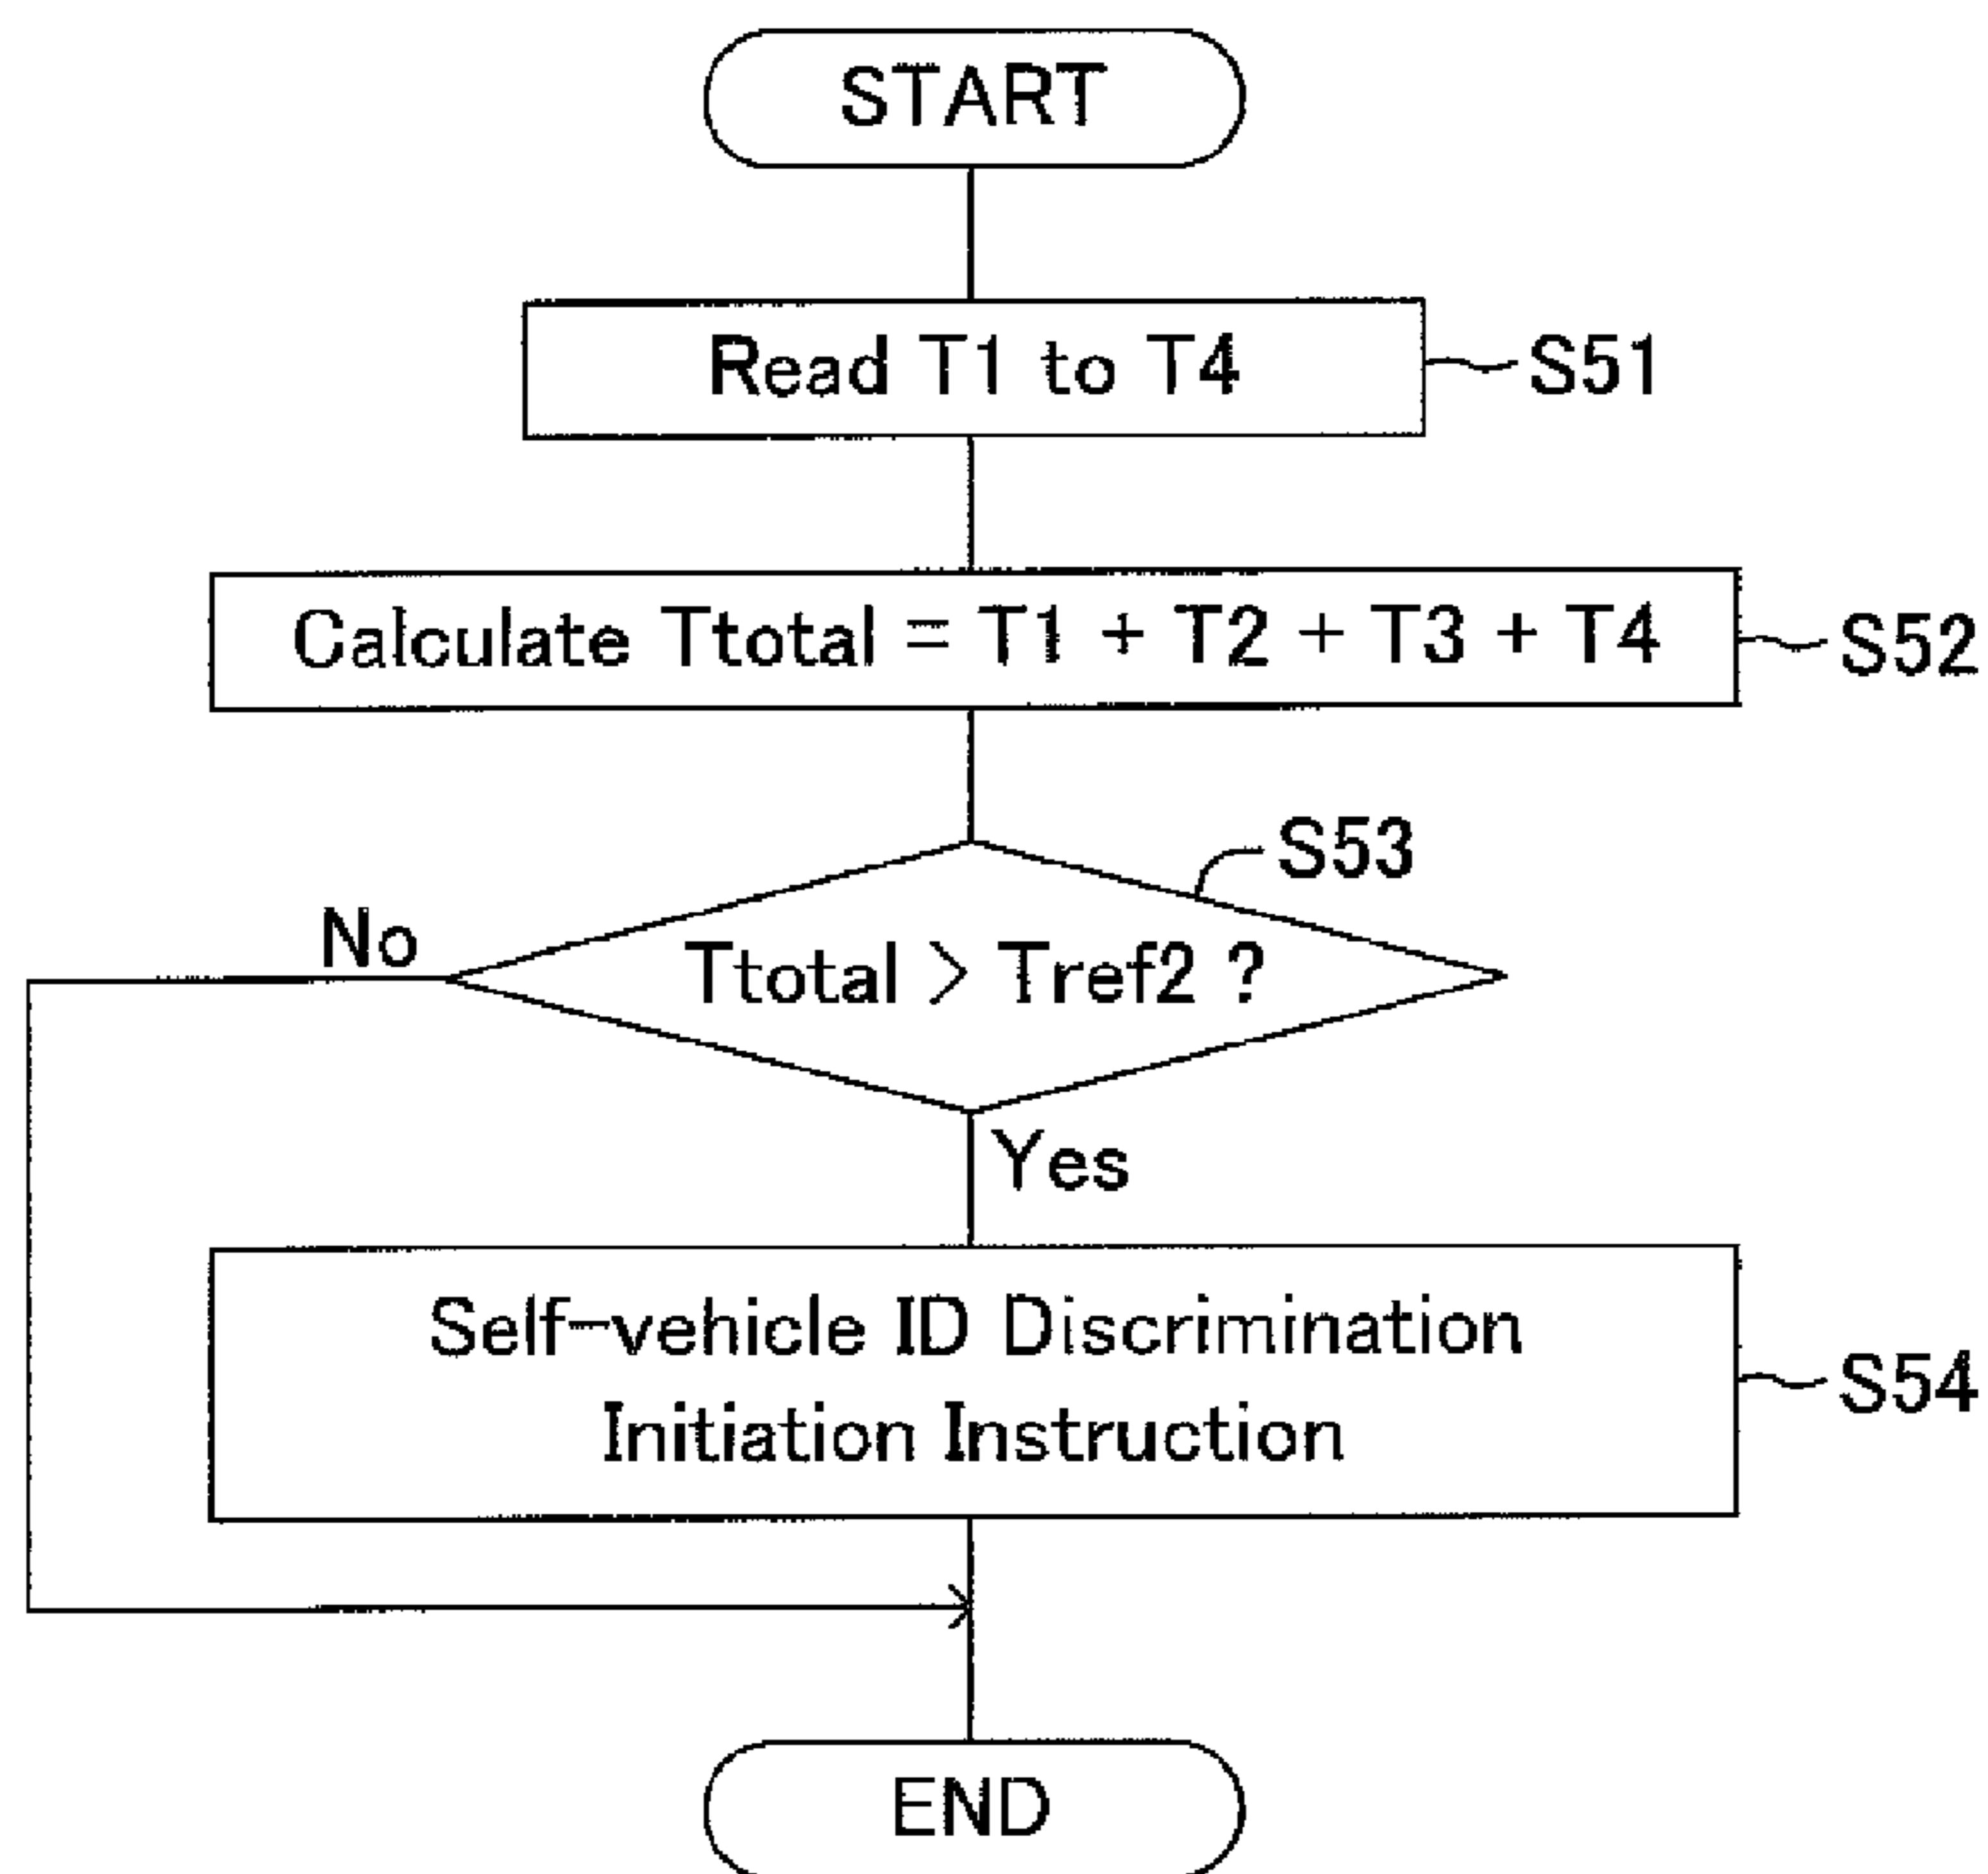 START
Read T1 to T4
S51
Calculate Ttotal = T1 + T2 + T3 + T4
S52
S53
No
Ttotal > Tref2 ?
Yes
Self-vehicle ID Discrimination
Initiation Instruction
S54
END